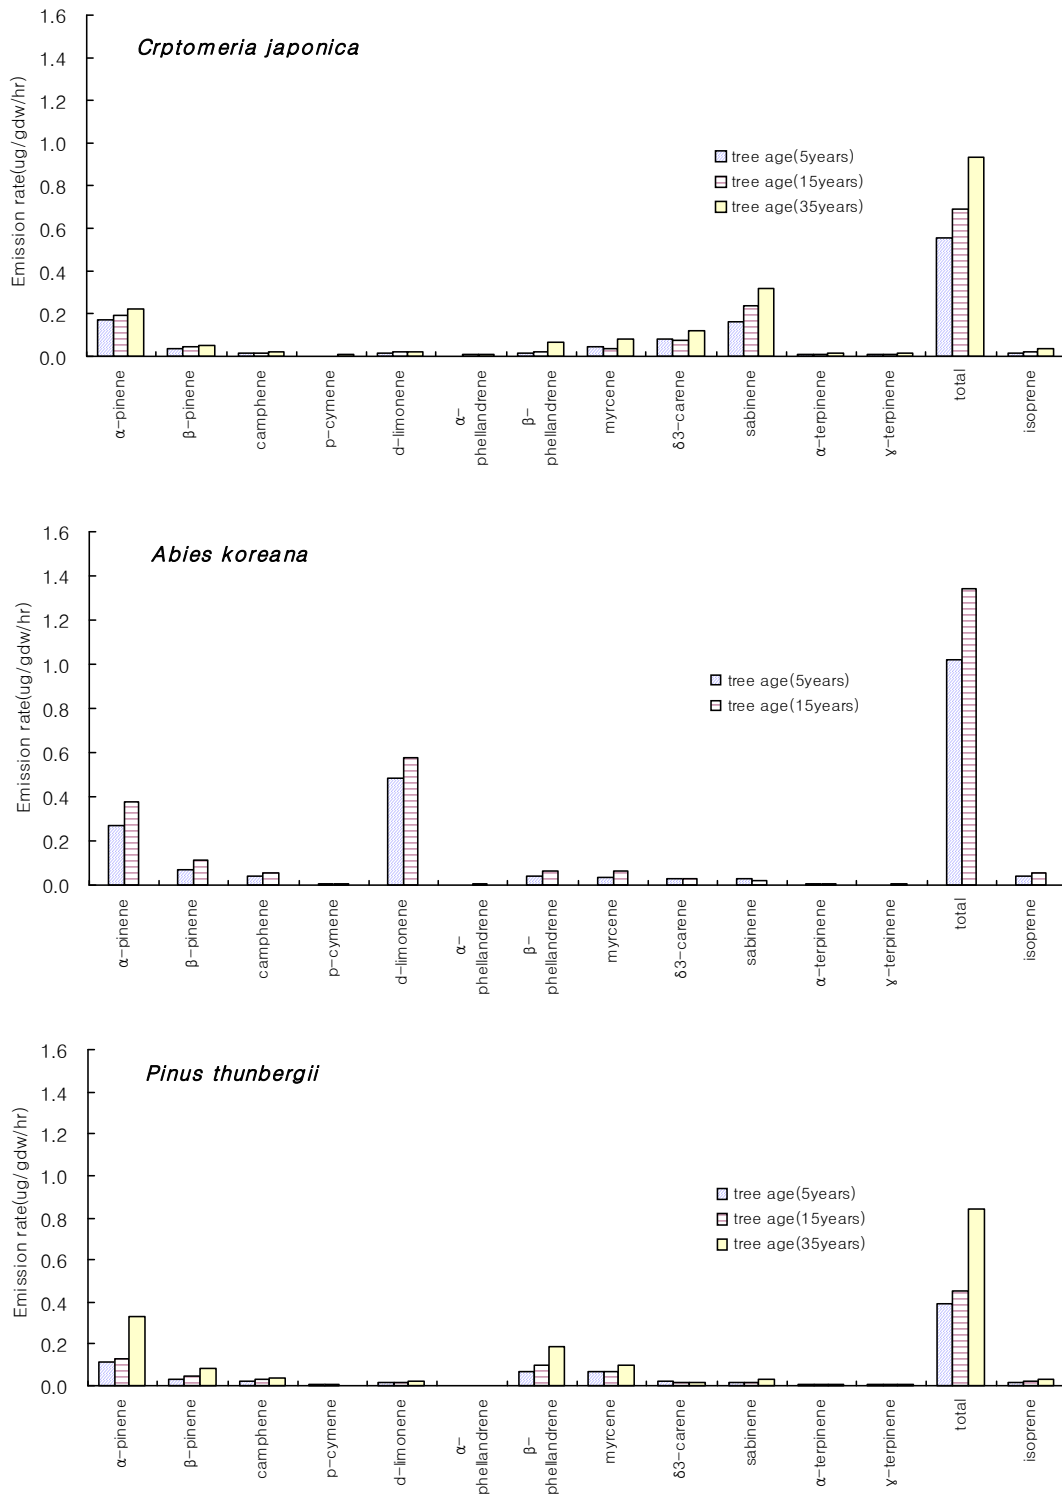 1.6
Crptomeria japonica
1.4
1.2
1.0
0.8
0.6
0.4
0.2
0.0
Emission rate(ug/gdw/hr)
tree age(5years)
tree age(15years)
tree age(35years)
α-pinene
β-pinene
camphene
p-cymene
d-limonene
α-
phellandrene
β-
phellandrene
myrcene
δ3-carene
sabinene
α-terpinene
ɣ-terpinene
total
isoprene
1.6
Abies koreana
1.4
1.2
1.0
0.8
0.6
0.4
0.2
0.0
Emission rate(ug/gdw/hr)
tree age(5years)
tree age(15years)
α-pinene
β-pinene
camphene
p-cymene
d-limonene
α-
phellandrene
β-
phellandrene
myrcene
δ3-carene
sabinene
α-terpinene
ɣ-terpinene
total
isoprene
1.6
Pinus thunbergii
1.4
1.2
1.0
0.8
0.6
0.4
0.2
0.0
Emission rate(ug/gdw/hr)
tree age(5years)
tree age(15years)
tree age(35years)
α-pinene
β-pinene
camphene
p-cymene
d-limonene
α-
phellandrene
β-
phellandrene
myrcene
δ3-carene
sabinene
α-terpinene
ɣ-terpinene
total
isoprene